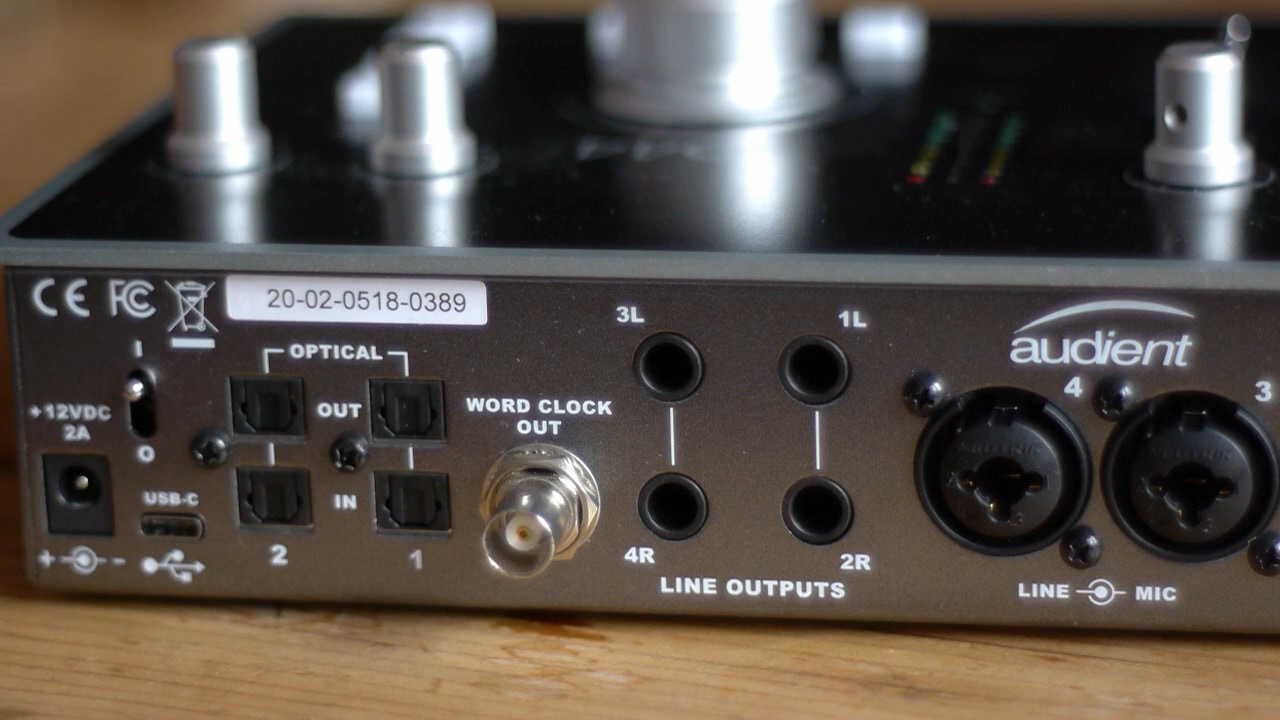 CE FC
20-02-0518-0389
I
OPTICAL
3L
1L
audient
+12VDC
2A
OUT
WORD CLOCK
OUT
4
3
O
USB-C
IN
+ -
2
1
4R
2R
LINE OUTPUTS
LINE
MIC